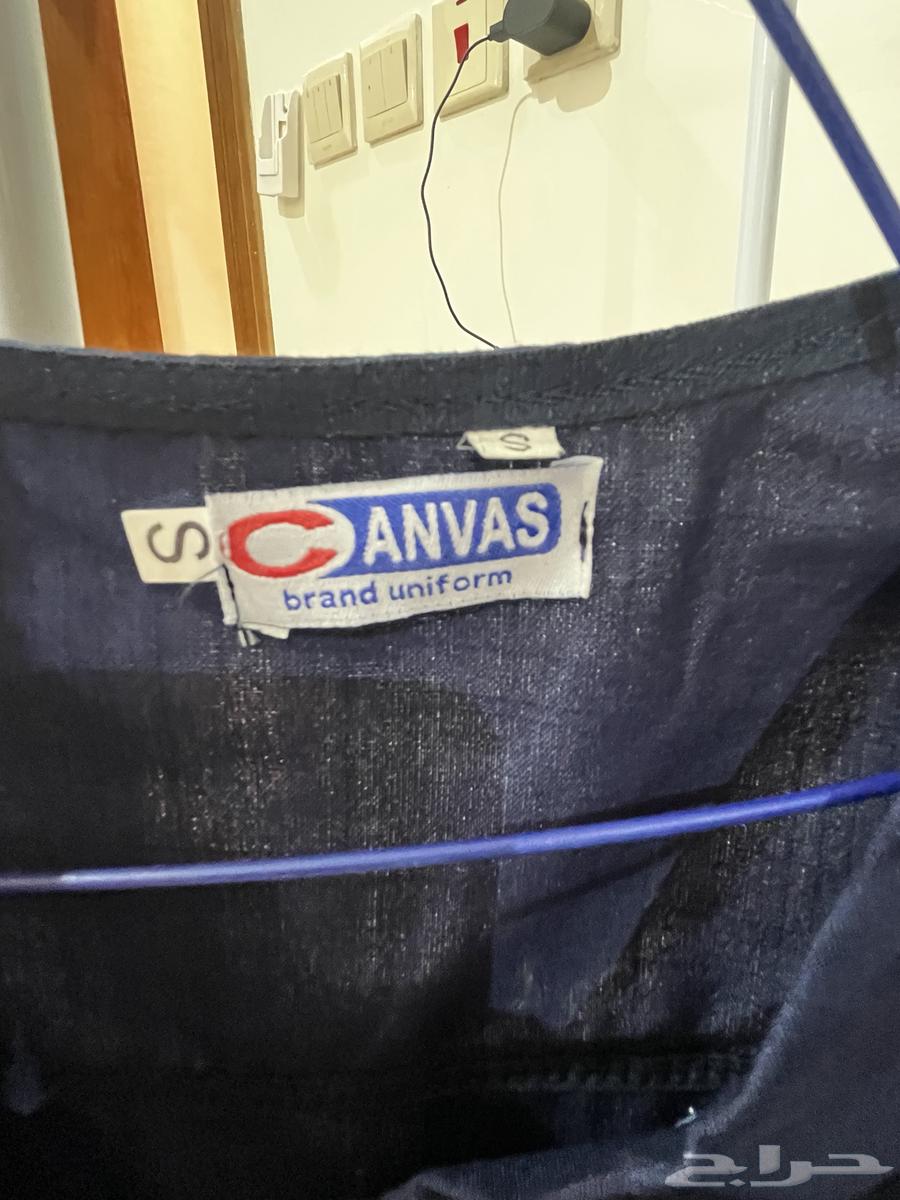 S
S
CANVAS
brand uniform
حراج